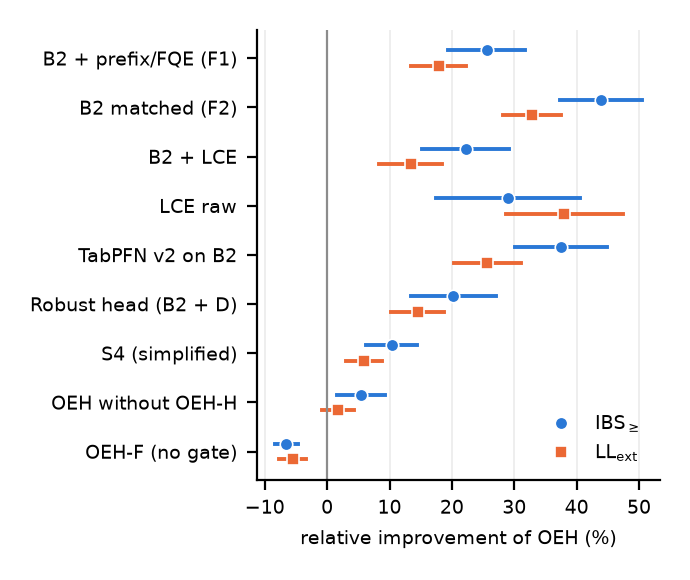 B2 + prefix/FQE (F1)
B2 matched (F2)
B2 + LCE
LCE raw
TabPFN v2 on B2
Robust head (B2 + D)
S4 (simplified)
OEH without OEH-H
OEH-F (no gate)
IBS≥
LLext
−10 0 10 20 30 40 50
relative improvement of OEH (%)